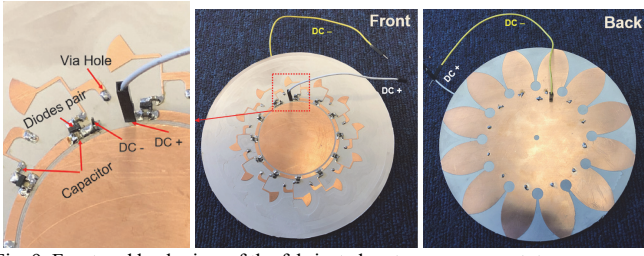 Via Hole
Diodes pair
DC -
DC +
Capacitor
Front
DC –
DC +
Back
DC –
DC +